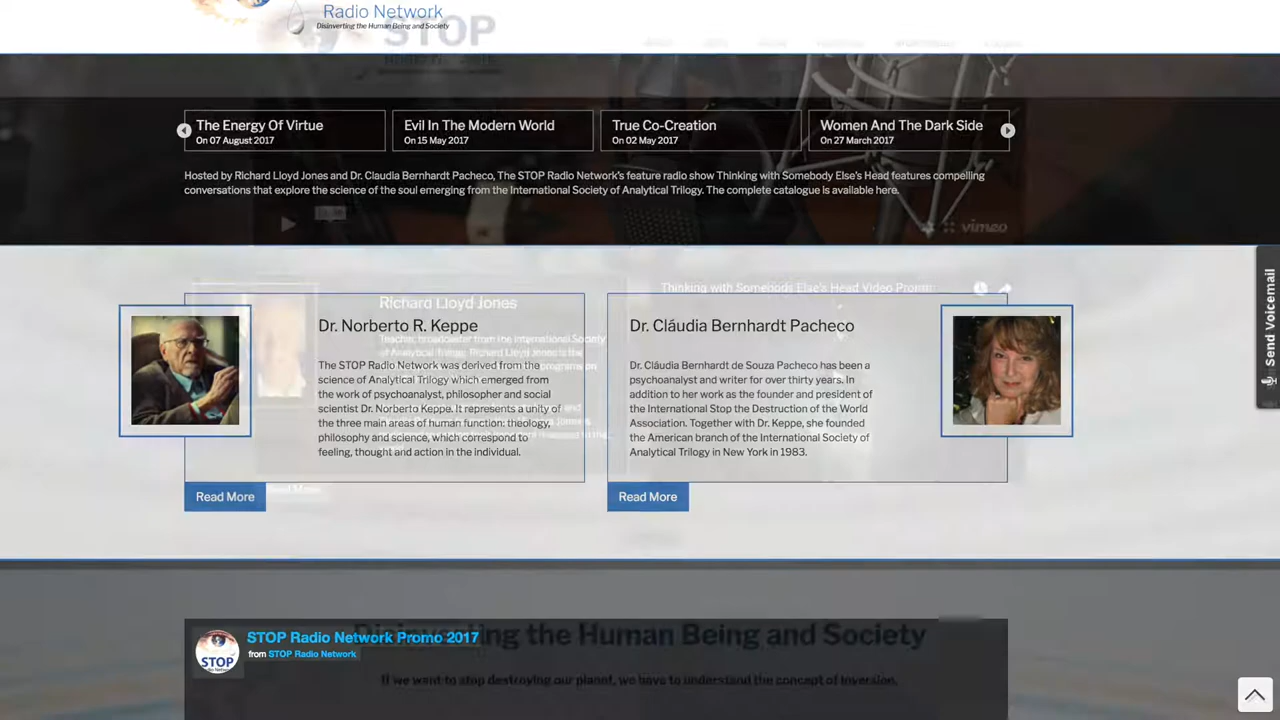 Radio Network
Disinverting the Human Being and Society
STOP
The Energy Of Virtue
On 07 August 2017
Evil In The Modern World
On 15 May 2017
True Co-Creation
On 02 May 2017
Women And The Dark Side
On 27 March 2017
Hosted by Richard Lloyd Jones and Dr. Claudia Bernhardt Pacheco, The STOP Radio Network's feature radio show Thinking with Somebody Else's Head features compelling
conversations that explore the science of the soul emerging from the International Society of Analytical Trilogy. The complete catalogue is available here.
vimeo
Richard Lloyd Jones
Thinking with Somebody Else's Head Video Promo
Dr. Norberto R. Keppe
The STOP Radio Network was derived from the
science of Analytical Trilogy which emerged from
the work of psychoanalyst, philosopher and social
scientist Dr. Norberto Keppe. It represents a unity of
the three main areas of human function: theology,
philosophy and science, which correspond to
feeling, thought and action in the individual.
Read More
Dr. Cláudia Bernhardt Pacheco
Dr. Cláudia Bernhardt de Souza Pacheco has been a
psychoanalyst and writer for over thirty years. In
addition to her work as the founder and president of
the International Stop the Destruction of the World
Association. Together with Dr. Keppe, she founded
the American branch of the International Society of
Analytical Trilogy in New York in 1983.
Read More
Send Voicemail
STOP Radio Network Promo 2017
from STOP Radio Network
STOP
Disinverting the Human Being and Society
If we want to stop destroying our planet, we have to understand the concept of inversion.